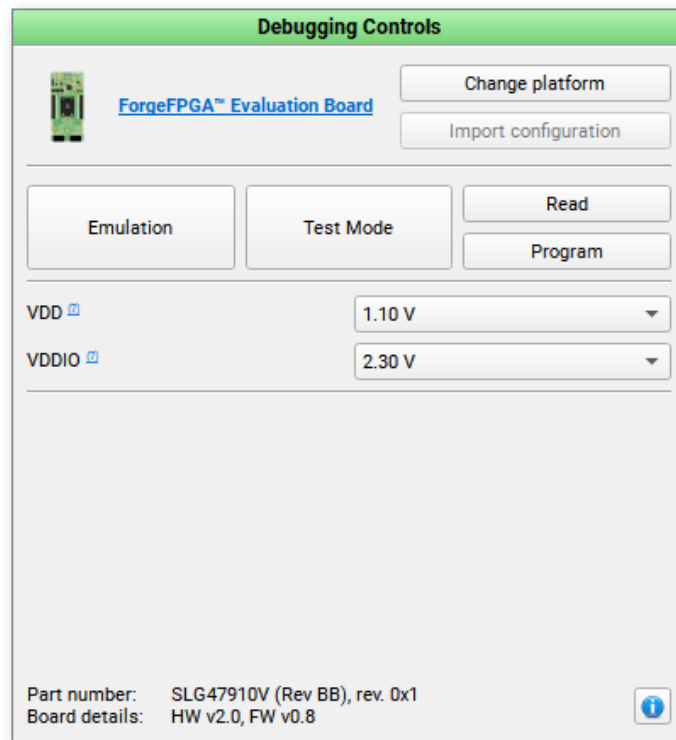 Debugging Controls
ForgeFPGA™ Evaluation Board
Change platform
Import configuration
Emulation
Test Mode
Read
Program
VDD [?]
1.10 V
VDDIO [?]
2.30 V
Part number: SLG47910V (Rev BB), rev. 0x1
Board details: HW v2.0, FW v0.8